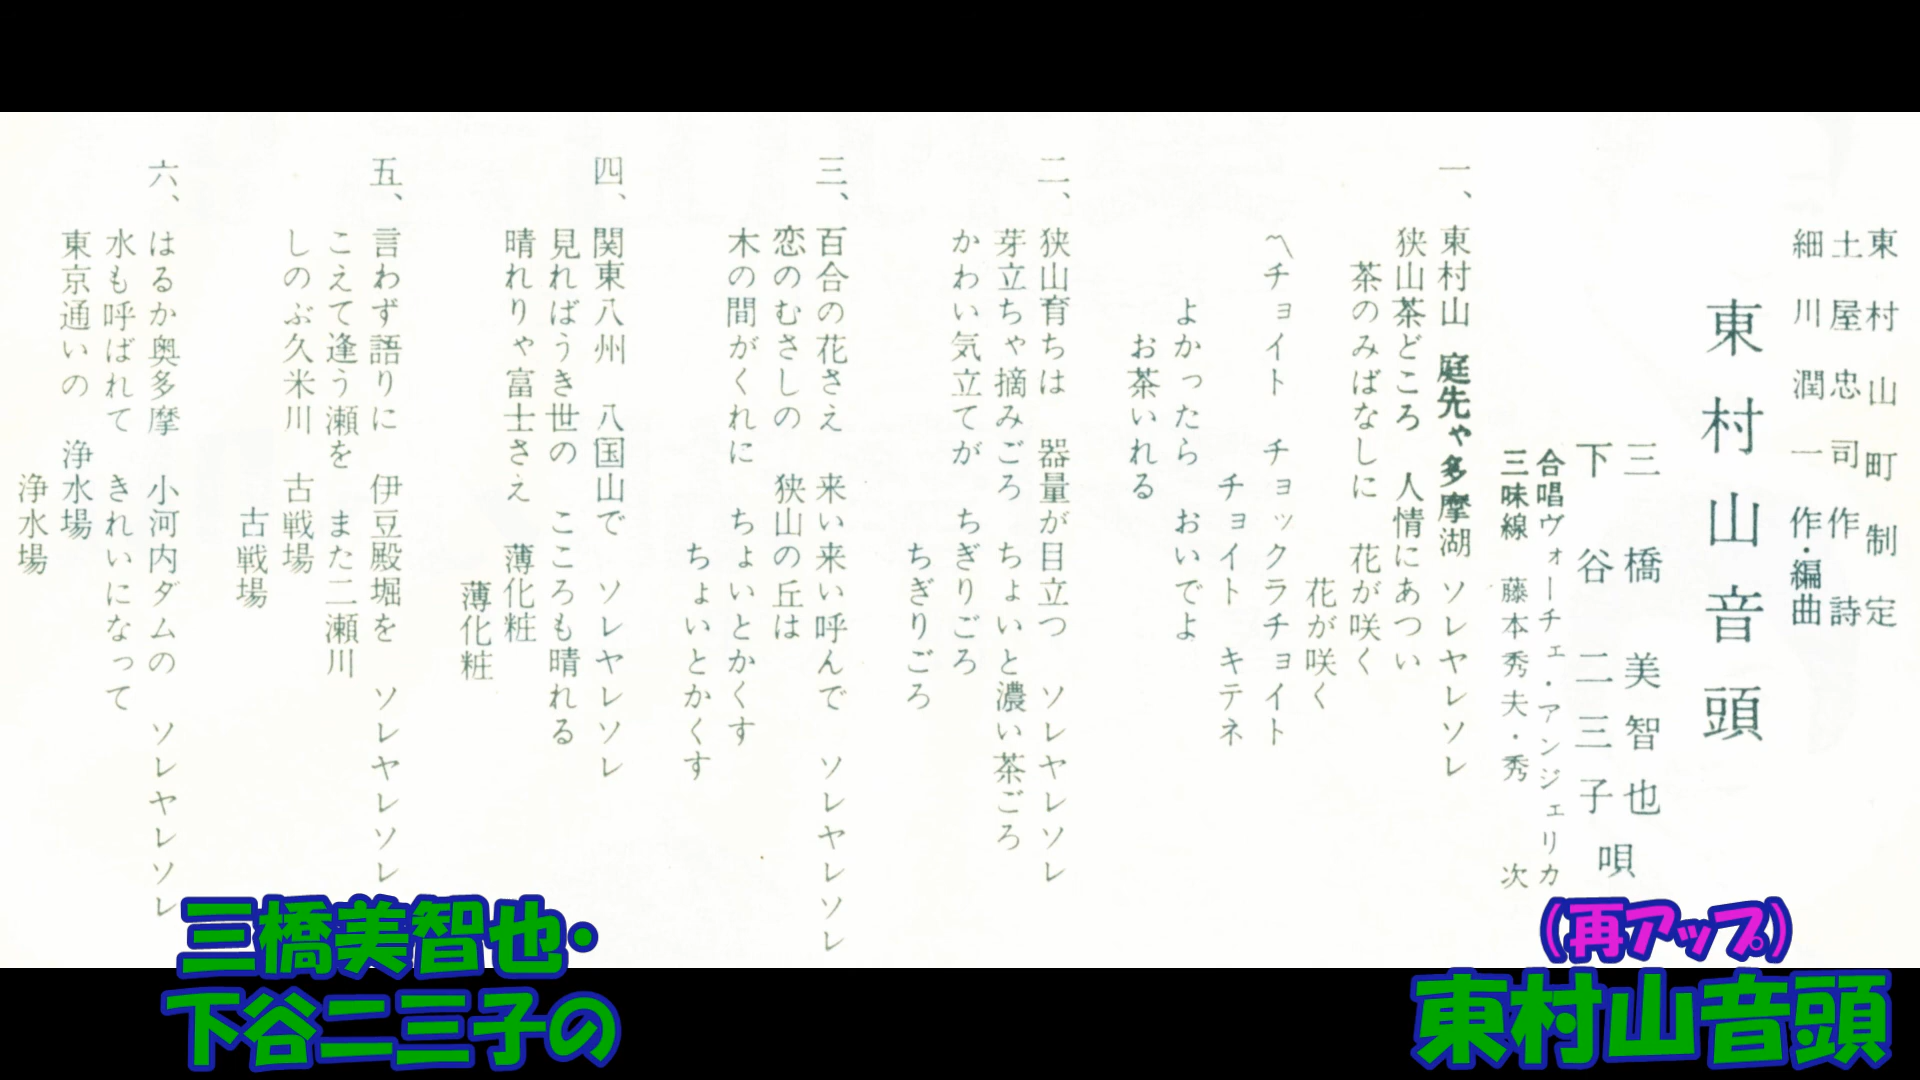 東村山町制定
土屋忠司作詩
細川潤一作・編曲
東村山音頭
三橋美智也
下谷二三子 唄
合唱ヴォーチェ・アンジェリカ
三味線 藤本秀夫・秀次
一、東村山 庭先ゃ多摩湖 ソレヤレソレ
狭山茶どころ 人情にあつい
茶のみばなしに 花が咲く
花が咲く
〽チョイト チョックラチョイト
チョイト キテネ
よかったら おいでよ
お茶いれる
二、狭山育ちは 器量が目立つ ソレヤレソレ
芽立ちゃ摘みごろ ちょいと濃い茶ごろ
かわい気立てが ちぎりごろ
ちぎりごろ
三、百合の花さえ 来い来い呼んで ソレヤレソレ
恋のむさしの 狭山の丘は
木の間がくれに ちょいとかくす
ちょいとかくす
四、関東八州 八国山で ソレヤレソレ
見ればうき世の こころも晴れる
晴れりゃ富士さえ 薄化粧
薄化粧
五、言わず語りに 伊豆殿堀を ソレヤレソレ
こえて逢う瀬を また二瀬川
しのぶ久米川 古戦場
古戦場
六、はるか奥多摩 小河内ダムの ソレヤレソレ
水も呼ばれて きれいになって
東京通いの 浄水場
浄水場
三橋美智也・
下谷二三子の
(再アップ)
東村山音頭